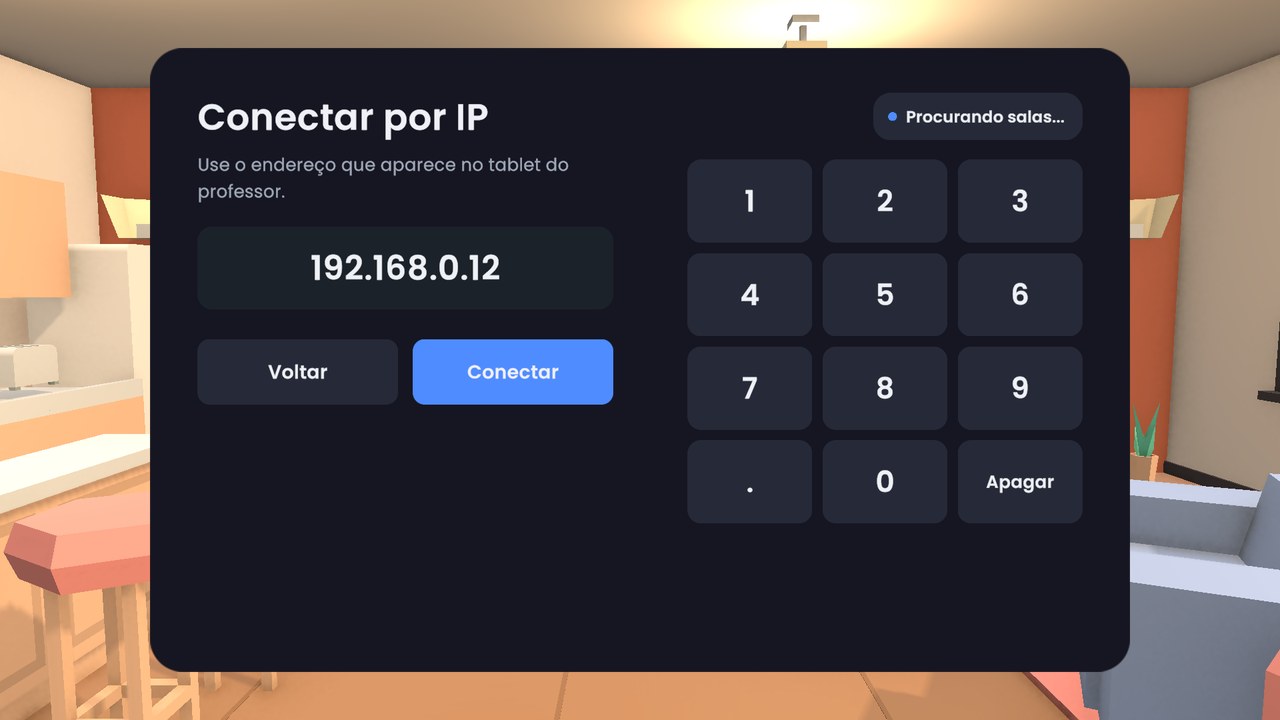 Conectar por IP
Procurando salas...
Use o endereço que aparece no tablet do
professor.
192.168.0.12
Voltar
Conectar
1 2 3
4 5 6
7 8 9
. 0 Apagar